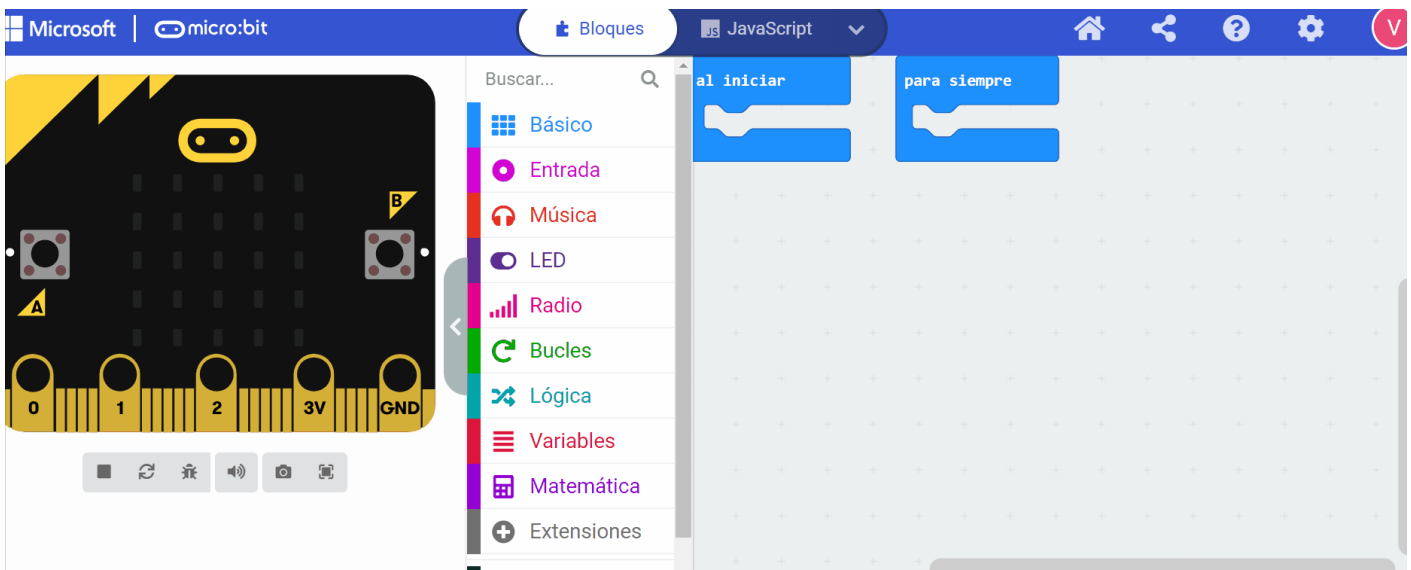 Microsoft micro:bit Bloques JS JavaScript V
Buscar...
Básico
Entrada
Música
LED
Radio
Bucles
Lógica
Variables
Matemática
Extensiones
al iniciar
para siempre
B
A
0 1 2 3V GND